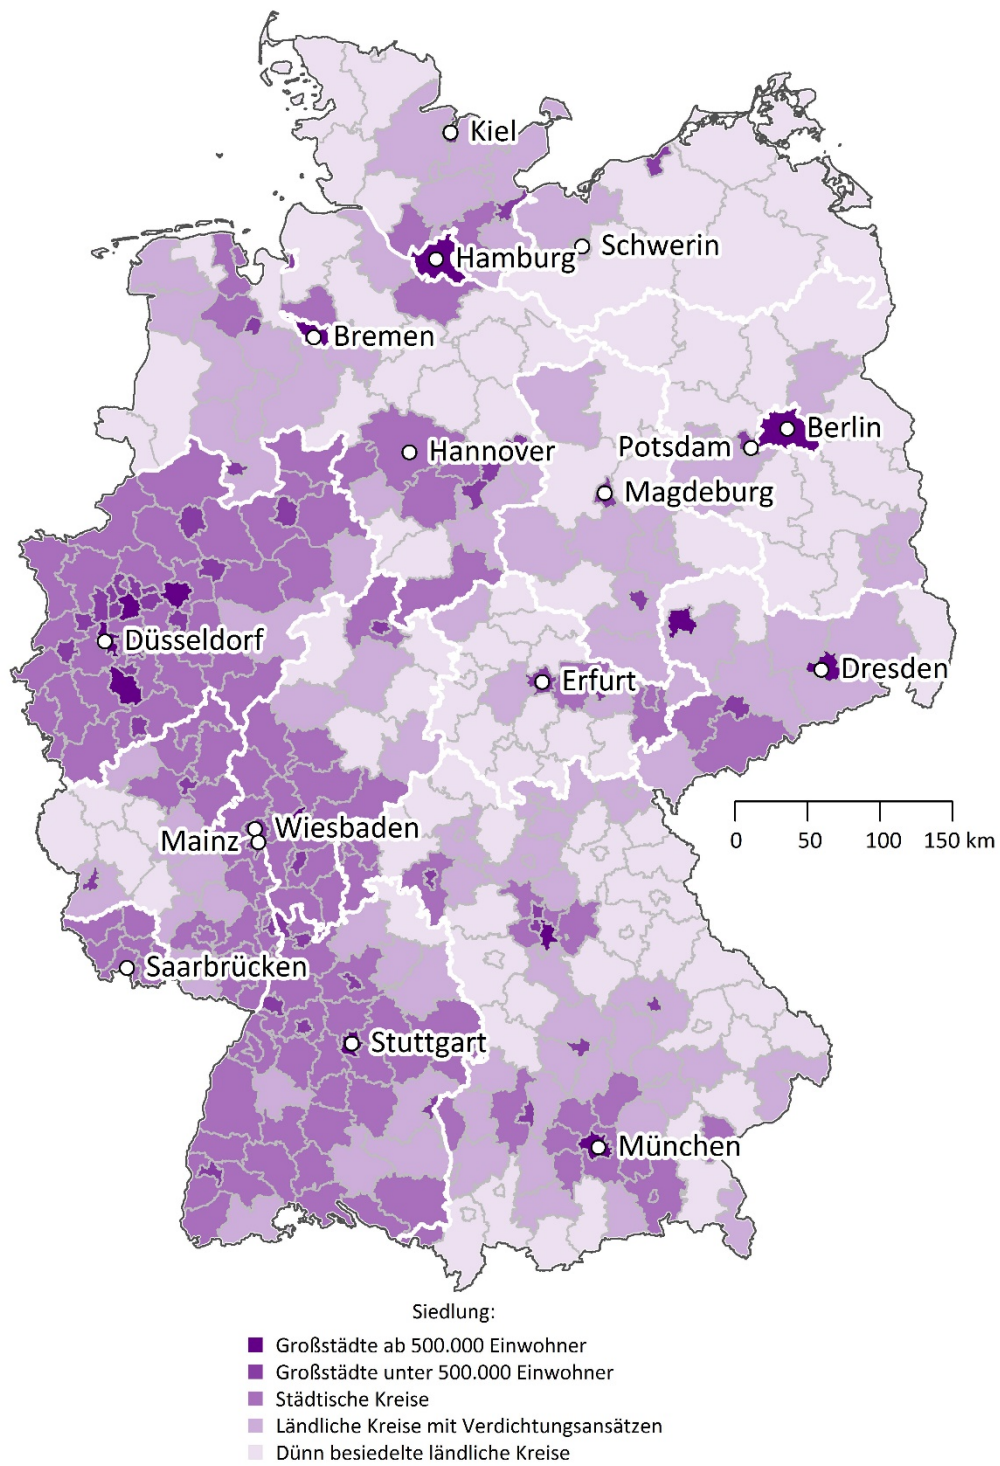 Kiel
Schwerin
Hamburg
Bremen
Berlin
Potsdam
Hannover
Magdeburg
Düsseldorf
Dresden
Erfurt
0 50 100 150 km
Wiesbaden
Mainz
Saarbrücken
Stuttgart
München
Siedlung:
Großstädte ab 500.000 Einwohner
Großstädte unter 500.000 Einwohner
Städtische Kreise
Ländliche Kreise mit Verdichtungsansätzen
Dünn besiedelte ländliche Kreise